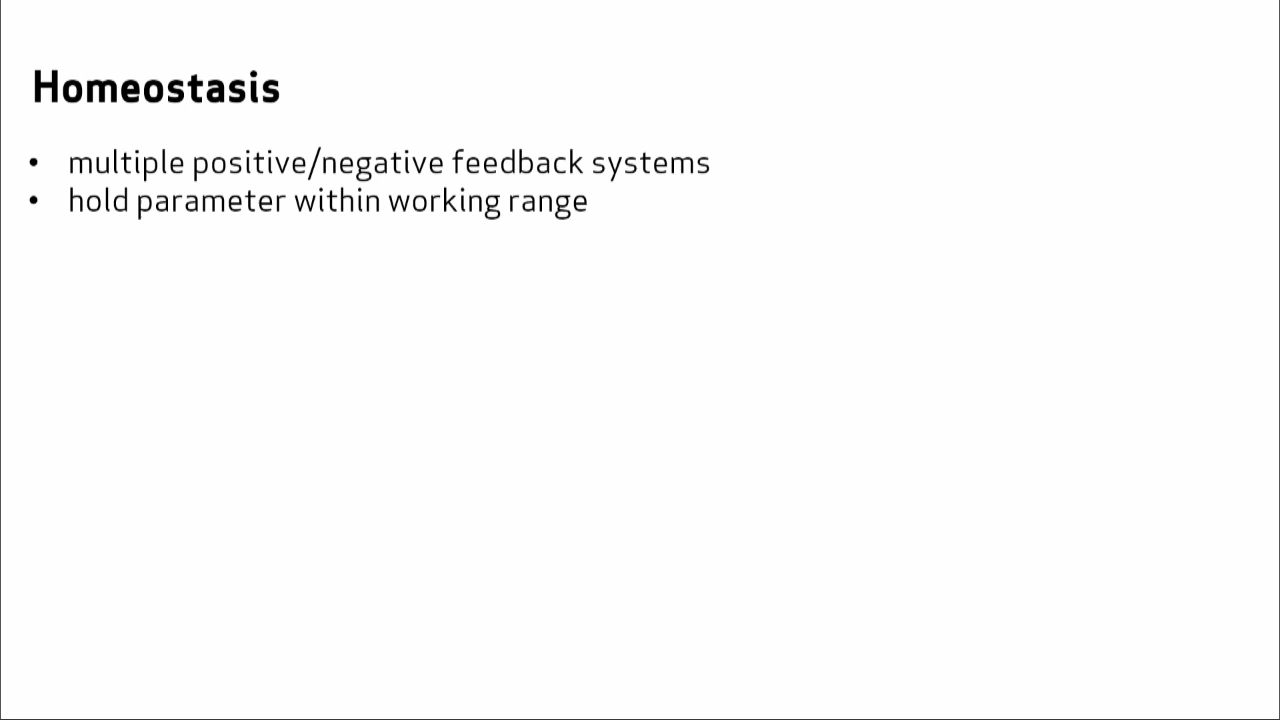 Homeostasis
• multiple positive/negative feedback systems
• hold parameter within working range